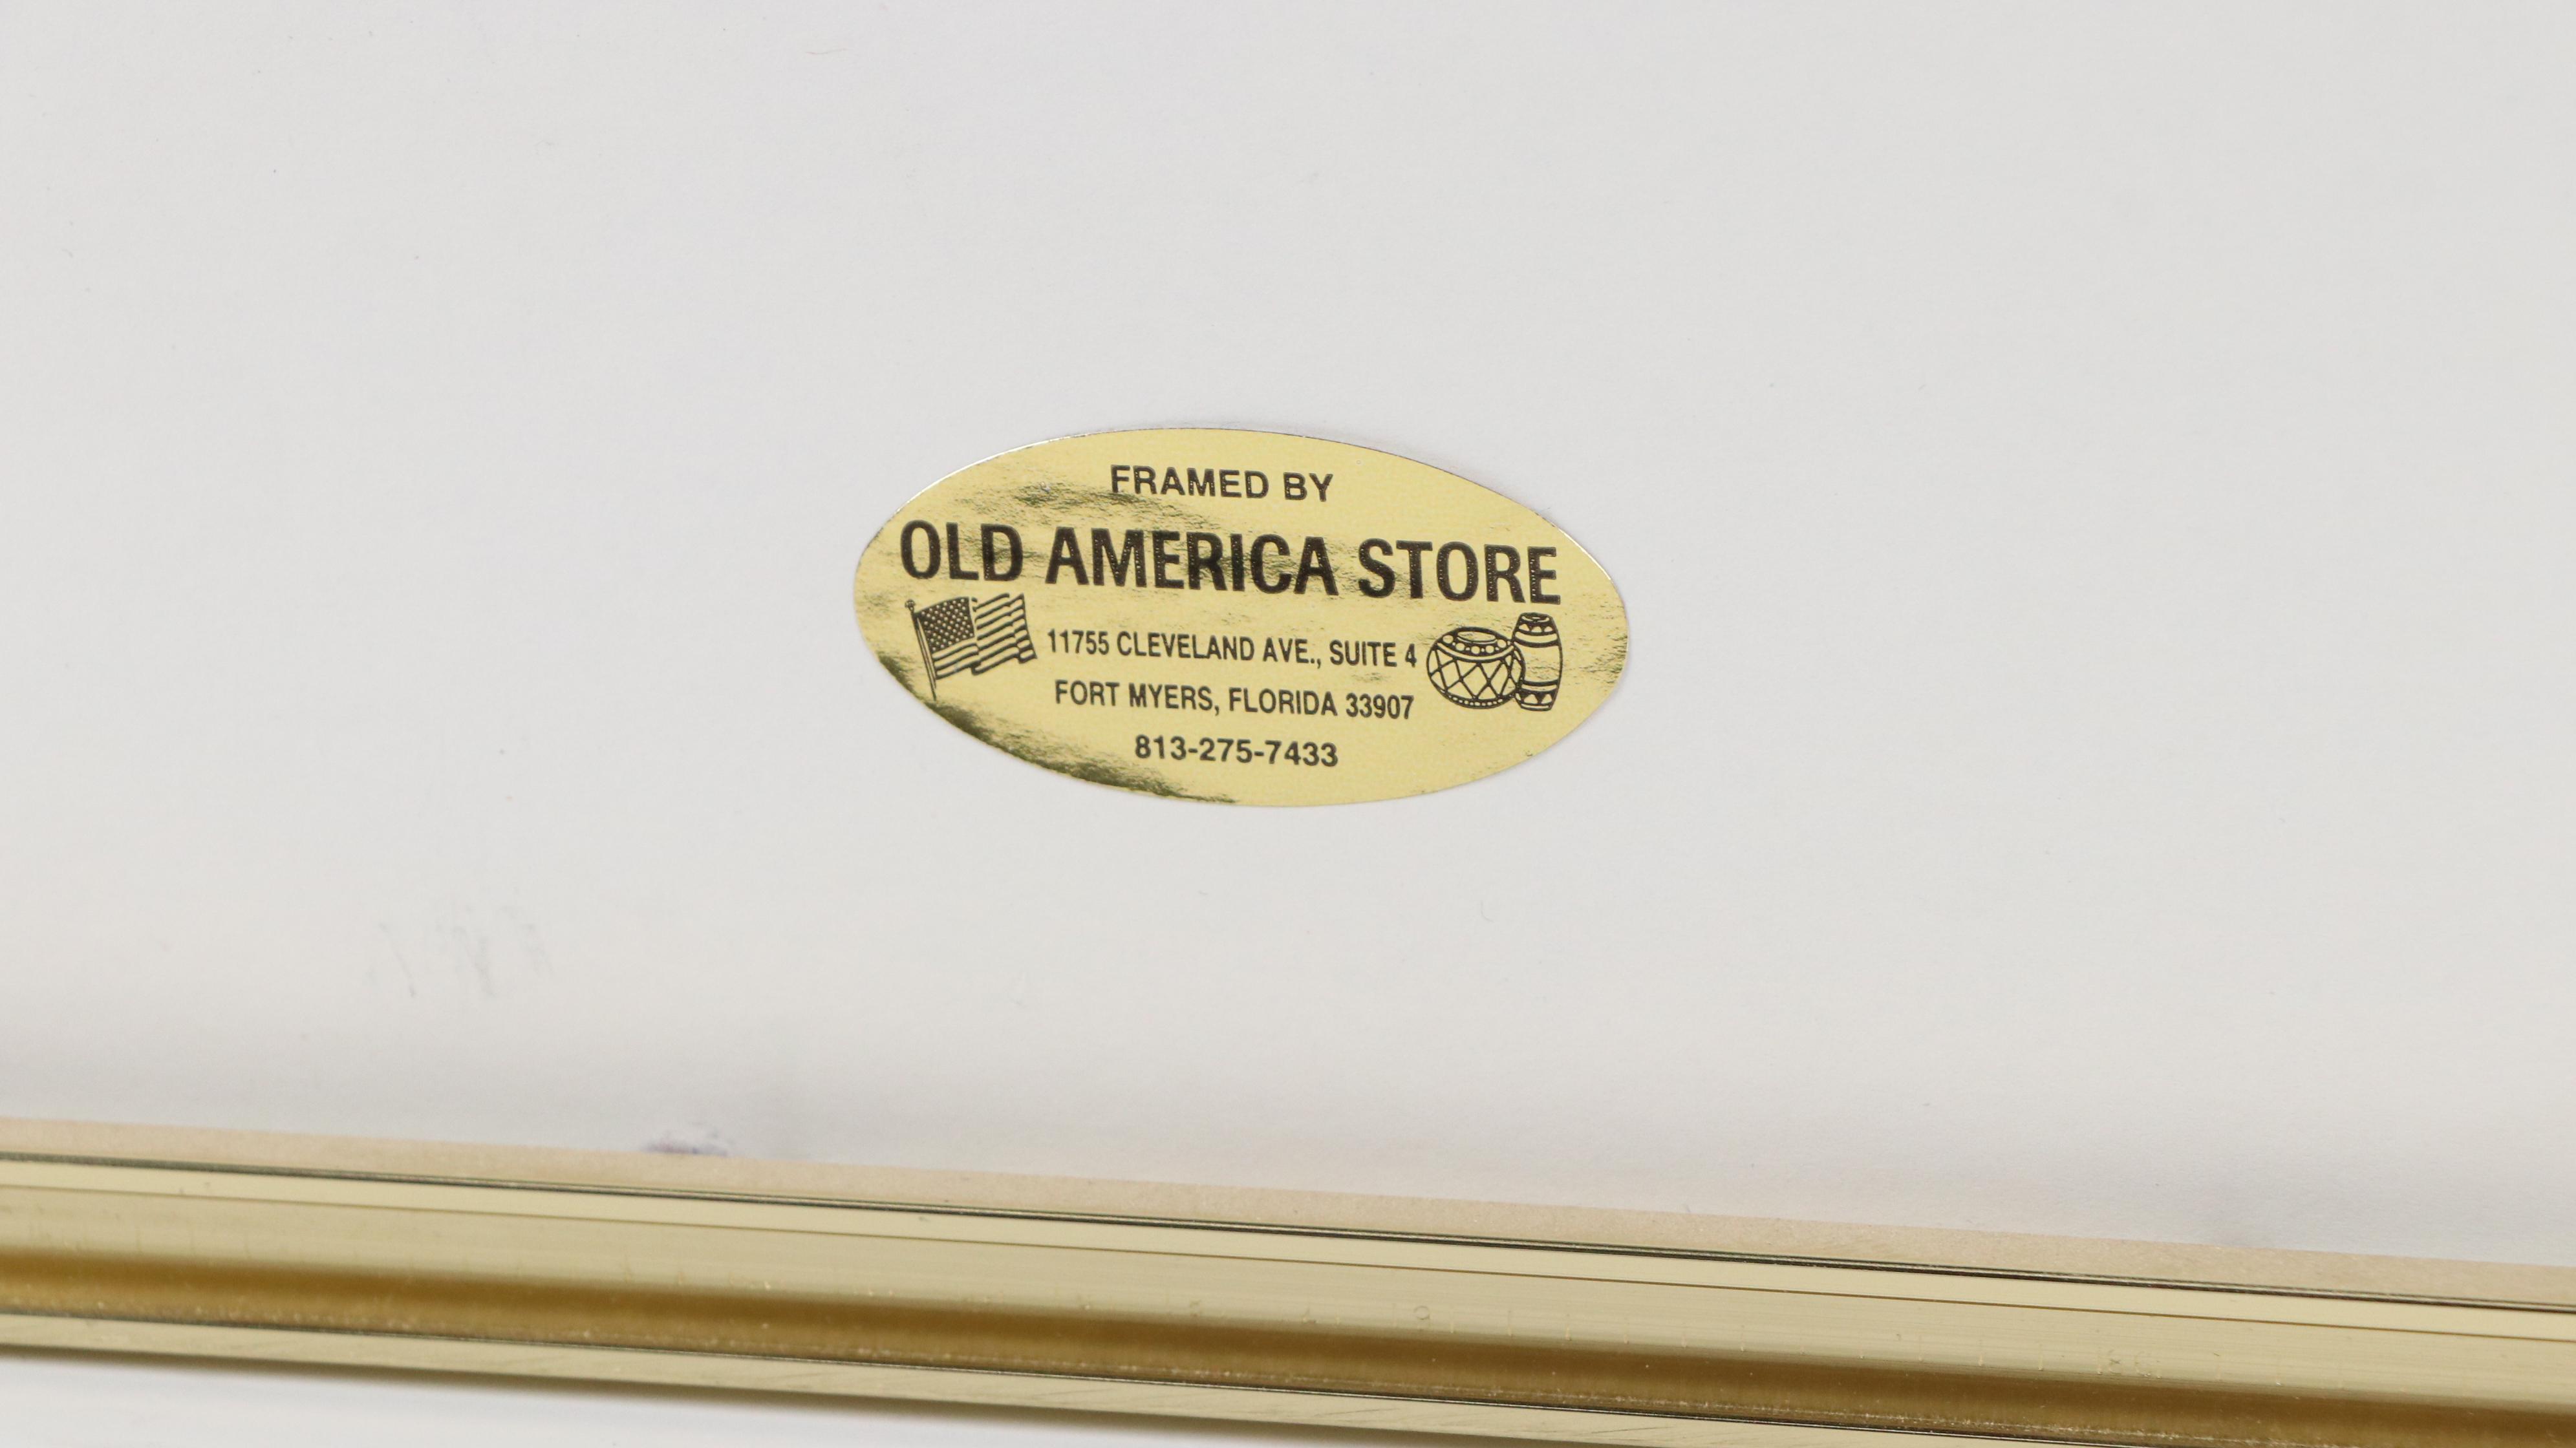 FRAMED BY
OLD AMERICA STORE
11755 CLEVELAND AVE., SUITE 4
FORT MYERS, FLORIDA 33907
813-275-7433